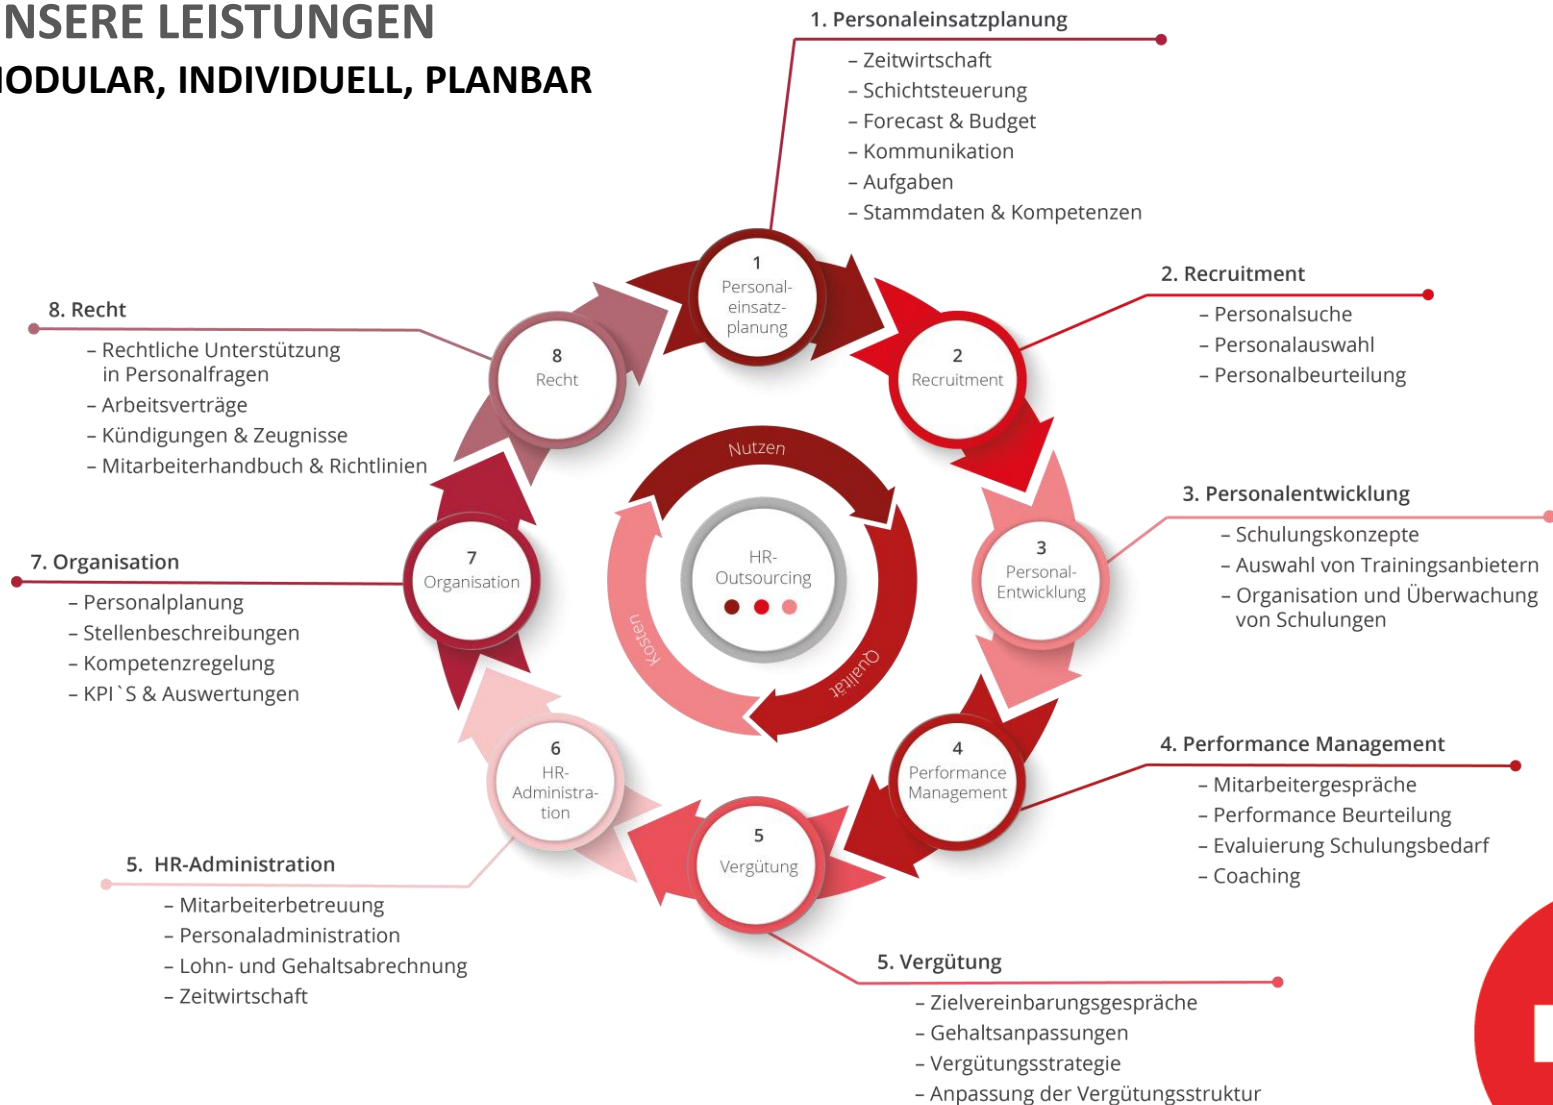 NSERE LEISTUNGEN
MODULAR, INDIVIDUELL, PLANBAR
1. Personaleinsatzplanung
– Zeitwirtschaft
– Schichtsteuerung
– Forecast & Budget
– Kommunikation
– Aufgaben
– Stammdaten & Kompetenzen
2. Recruitment
– Personalsuche
– Personalauswahl
– Personalbeurteilung
3. Personalentwicklung
– Schulungskonzepte
– Auswahl von Trainingsanbietern
– Organisation und Überwachung
von Schulungen
4. Performance Management
– Mitarbeitergespräche
– Performance Beurteilung
– Evaluierung Schulungsbedarf
– Coaching
5. Vergütung
– Zielvereinbarungsgespräche
– Gehaltsanpassungen
– Vergütungsstrategie
– Anpassung der Vergütungsstruktur
5. HR-Administration
– Mitarbeiterbetreuung
– Personaladministration
– Lohn- und Gehaltsabrechnung
– Zeitwirtschaft
7. Organisation
– Personalplanung
– Stellenbeschreibungen
– Kompetenzregelung
– KPI`S & Auswertungen
8. Recht
– Rechtliche Unterstützung
in Personalfragen
– Arbeitsverträge
– Kündigungen & Zeugnisse
– Mitarbeiterhandbuch & Richtlinien
1
Personal-
einsatz-
planung
2
Recruitment
3
Personal-
Entwicklung
4
Performance
Management
5
Vergütung
6
HR-
Administra-
tion
7
Organisation
8
Recht
Nutzen
Qualität
Kosten
HR-
Outsourcing